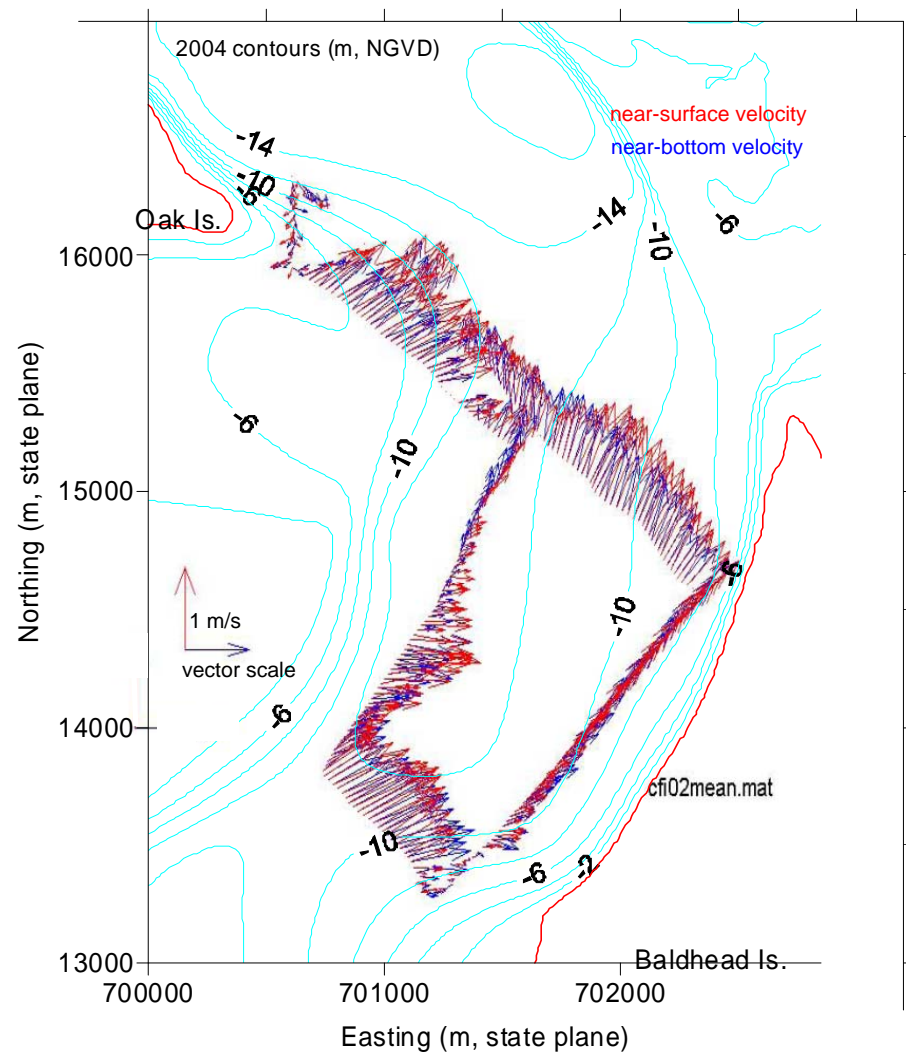 2004 contours (m, NGVD)
near-surface velocity
near-bottom velocity
-14
-10
-6
Oak Is.
-14
-6
-10
16000
-6
-10
15000
-6
1 m/s
vector scale
-10
-6
14000
cfi02mean.mat
-10
-6
-2
13000
Baldhead Is.
700000
701000
702000
Northing (m, state plane)
Easting (m, state plane)